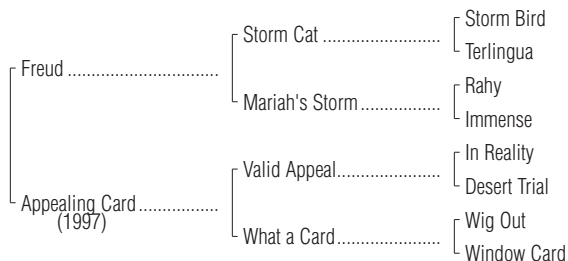 Storm Bird
Storm Cat ........................
Terlingua
Freud ................................
Rahy
Mariah's Storm .................
Immense
In Reality
Valid Appeal......................
Desert Trial
Appealing Card .................
(1997)
Wig Out
What a Card......................
Window Card